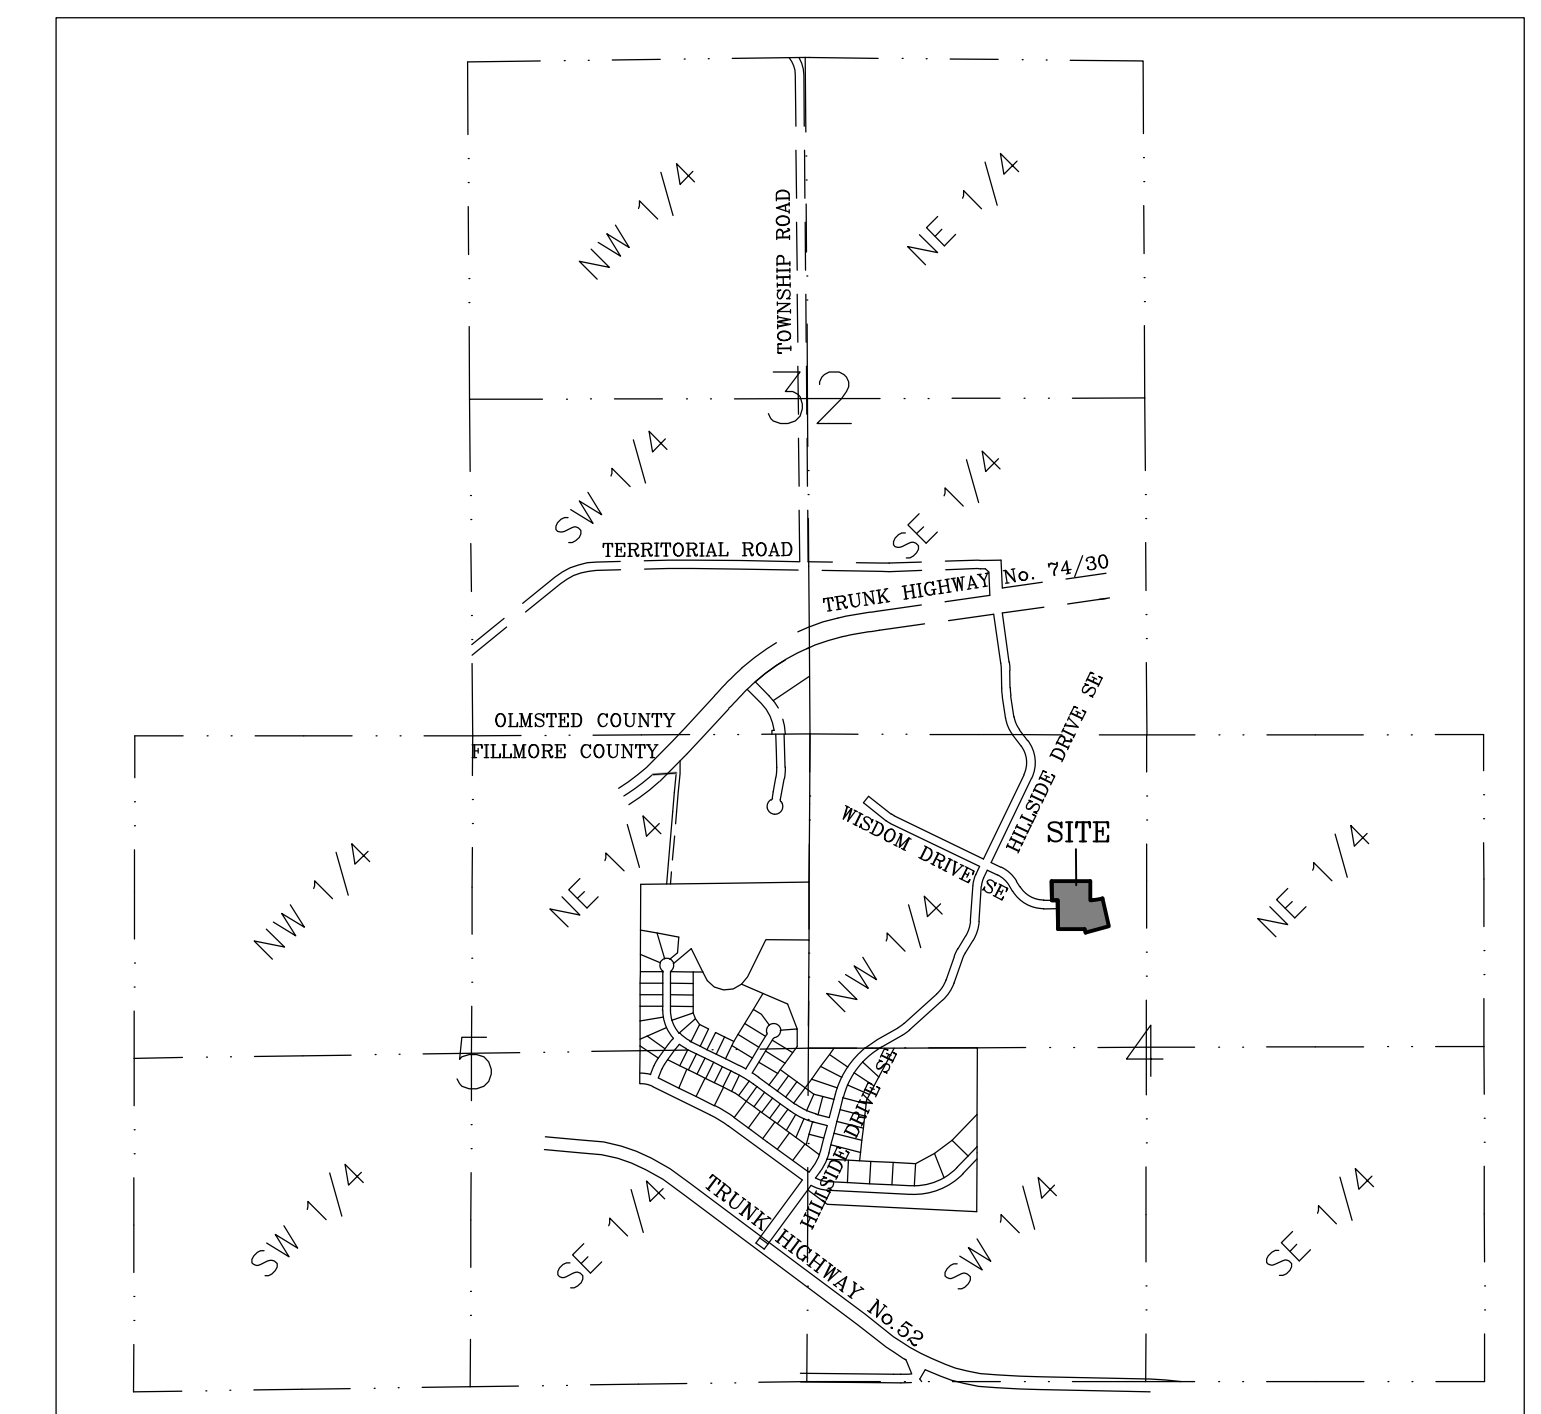 NW 1/4
NE 1/4
TOWNSHIP ROAD
32
SW 1/4
SE 1/4
TERRITORIAL ROAD
TRUNK HIGHWAY No. 74/30
OLMSTED COUNTY
FILLMORE COUNTY
HILLSIDE DRIVE SE
WISDOM DRIVE SE
SITE
NW 1/4
NE 1/4
NW 1/4
NE 1/4
5
4
HILLSIDE DRIVE SE
TRUNK HIGHWAY No.52
SW 1/4
SE 1/4
SW 1/4
SE 1/4